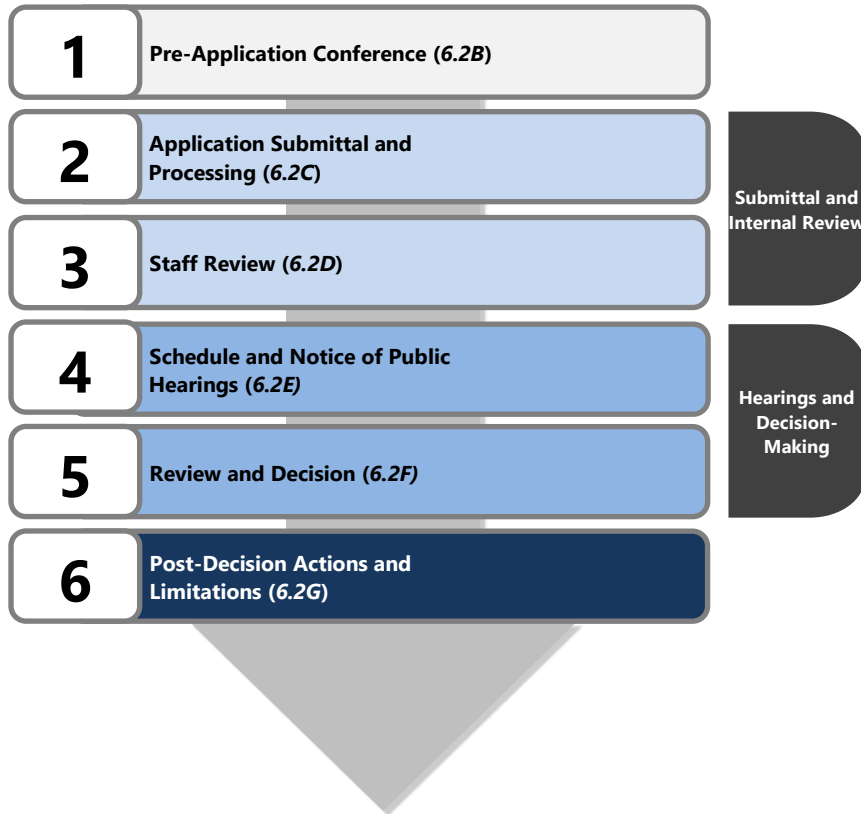 1
Pre-Application Conference (6.2B)
2
Application Submittal and
Processing (6.2C)
3
Staff Review (6.2D)
Submittal and
Internal Review
4
Schedule and Notice of Public
Hearings (6.2E)
5
Review and Decision (6.2F)
Hearings and
Decision-
Making
6
Post-Decision Actions and
Limitations (6.2G)